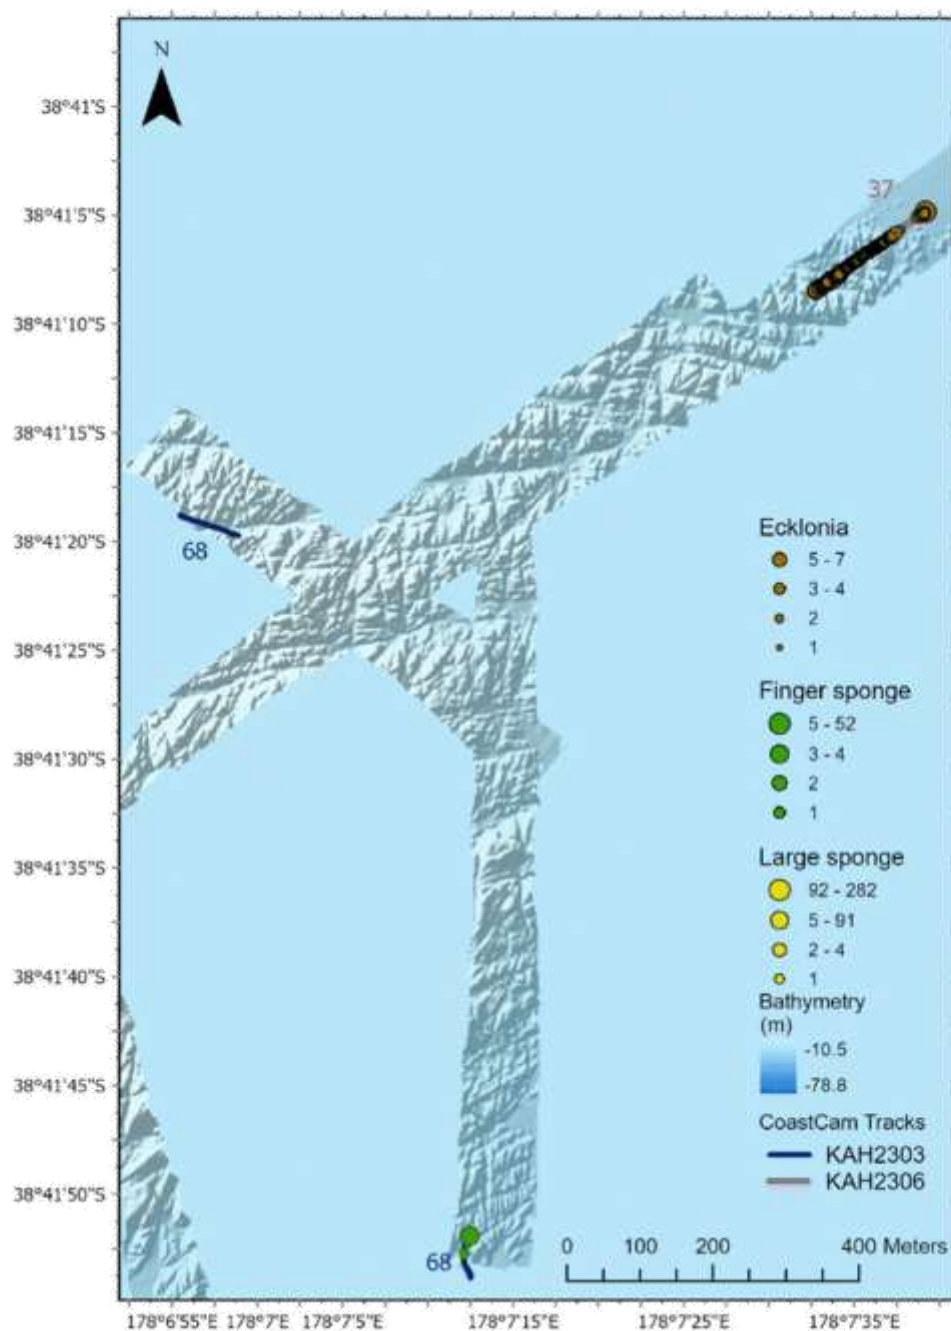 N
38°41'S
37
38°41'5"S
38°41'10"S
38°41'15"S
68
38°41'20"S
38°41'25"S
38°41'30"S
38°41'35"S
38°41'40"S
38°41'45"S
38°41'50"S
68
Ecklonia
5 - 7
3 - 4
2
1
Finger sponge
5 - 52
3 - 4
2
1
Large sponge
92 - 282
5 - 91
2 - 4
1
Bathymetry
(m)
-10.5
-78.8
CoastCam Tracks
KAH2303
KAH2306
0 100 200 400 Meters
178°6'55"E 178°7'E 178°7'5"E 178°7'15"E 178°7'25"E 178°7'35"E